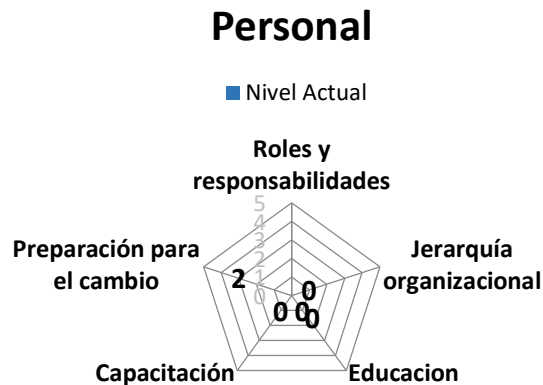 Personal
Nivel Actual
Roles y
responsabilidades
5
4
3
2
1
0
Preparación para
el cambio
2
Jerarquía
organizacional
0
0
0
0
Capacitación
Educacion